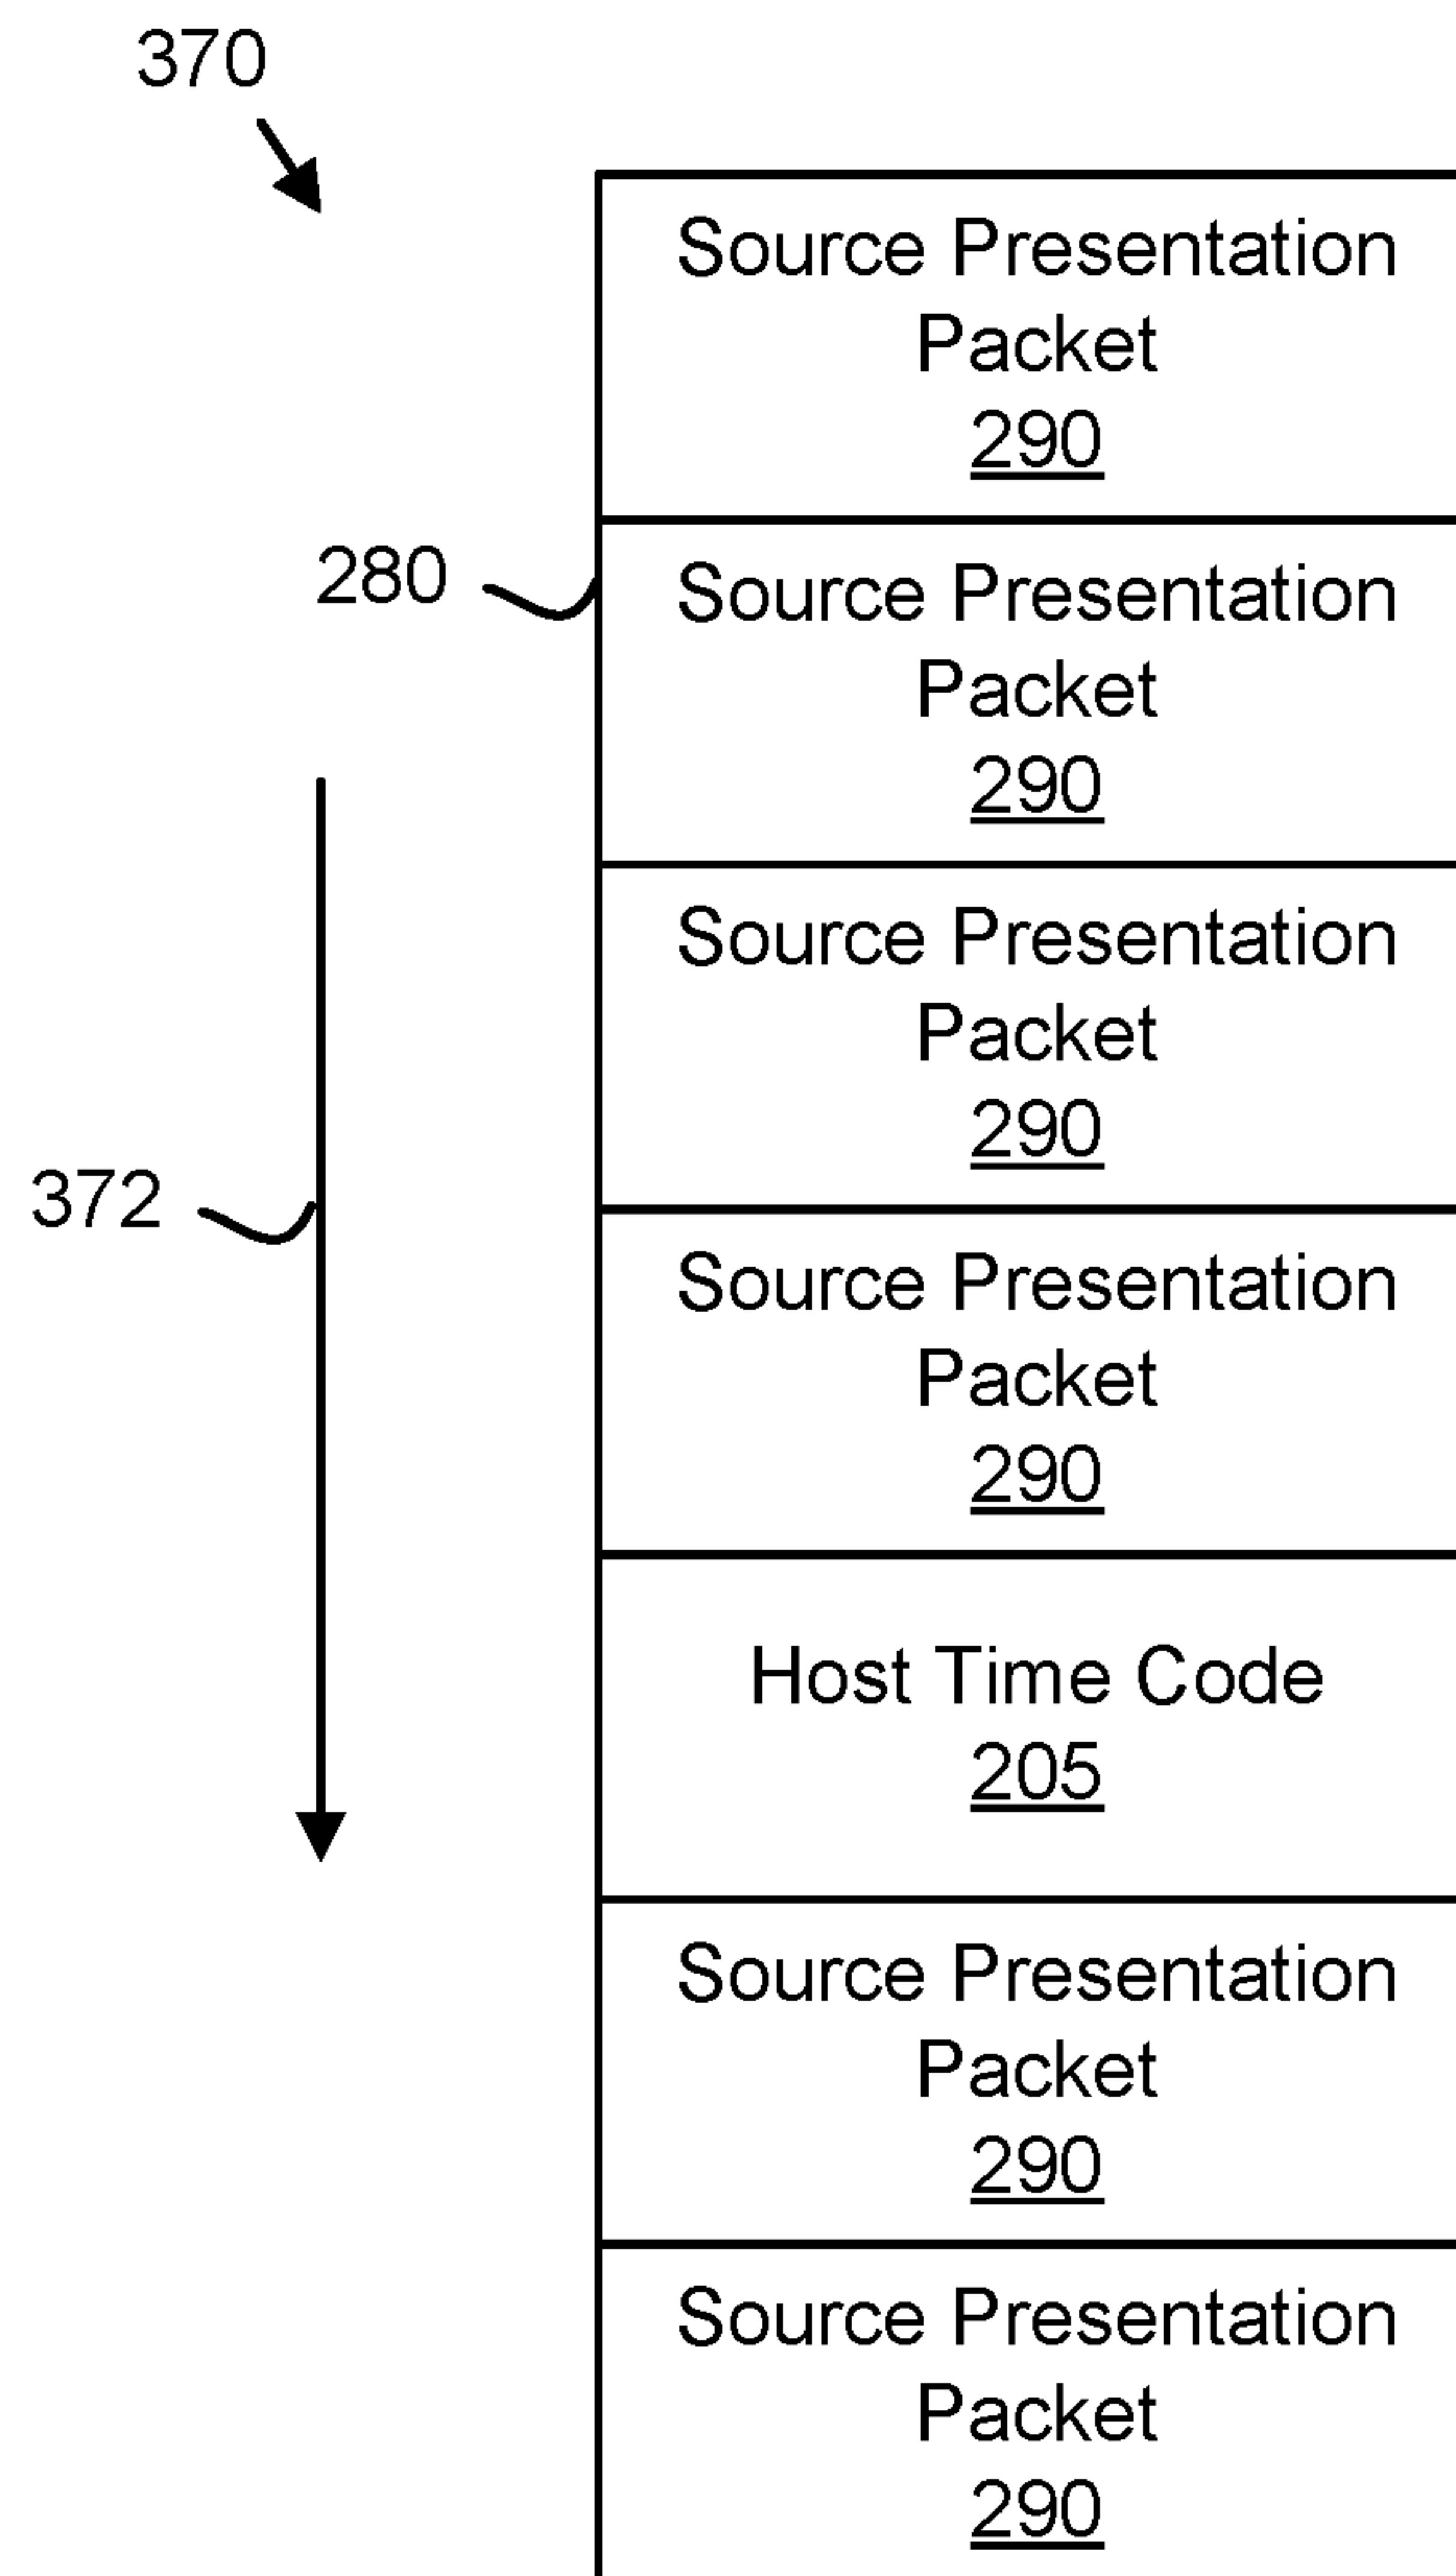 370
Source Presentation
Packet
290
280
Source Presentation
Packet
290
Source Presentation
Packet
290
372
Source Presentation
Packet
290
Host Time Code
205
Source Presentation
Packet
290
Source Presentation
Packet
290